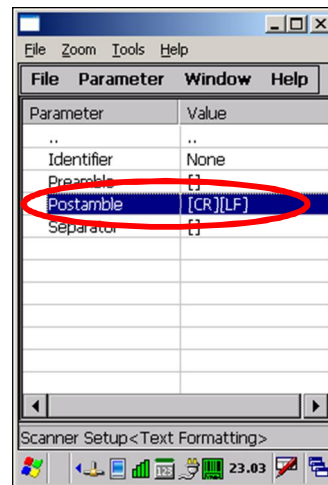 File Zoom Tools Help
File Parameter Window Help
Parameter Value
.. ..
Identifier None
Preamble []
Postamble [CR][LF]
Separator []
Scanner Setup<Text Formatting>
123 23.03